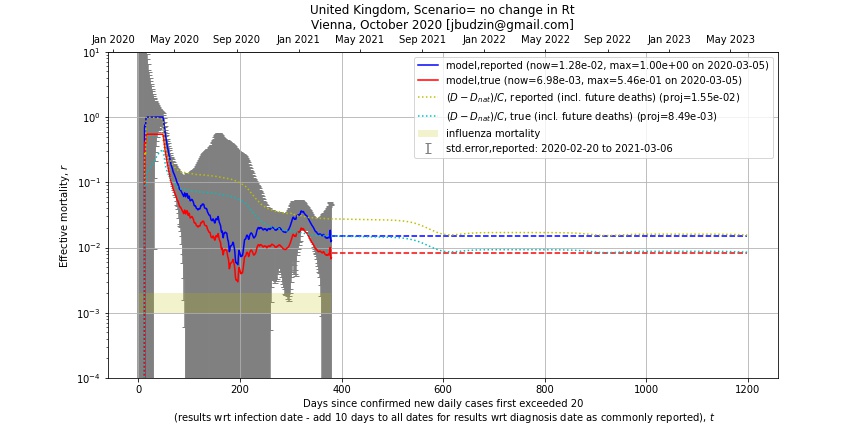 United Kingdom, Scenario= no change in Rt
Vienna, October 2020 [jbudzin@gmail.com]
Jan 2020 May 2020 Sep 2020 Jan 2021 May 2021 Sep 2021 Jan 2022 May 2022 Sep 2022 Jan 2023 May 2023
10^1
10^0
10^−1
10^−2
10^−3
10^−4
Effective mortality, r
model,reported (now=1.28e-02, max=1.00e+00 on 2020-03-05)
model,true (now=6.98e-03, max=5.46e-01 on 2020-03-05)
(D−D_nat)/C, reported (incl. future deaths) (proj=1.55e-02)
(D−D_nat)/C, true (incl. future deaths) (proj=8.49e-03)
influenza mortality
std.error,reported: 2020-02-20 to 2021-03-06
0 200 400 600 800 1000 1200
Days since confirmed new daily cases first exceeded 20
(results wrt infection date - add 10 days to all dates for results wrt diagnosis date as commonly reported), t